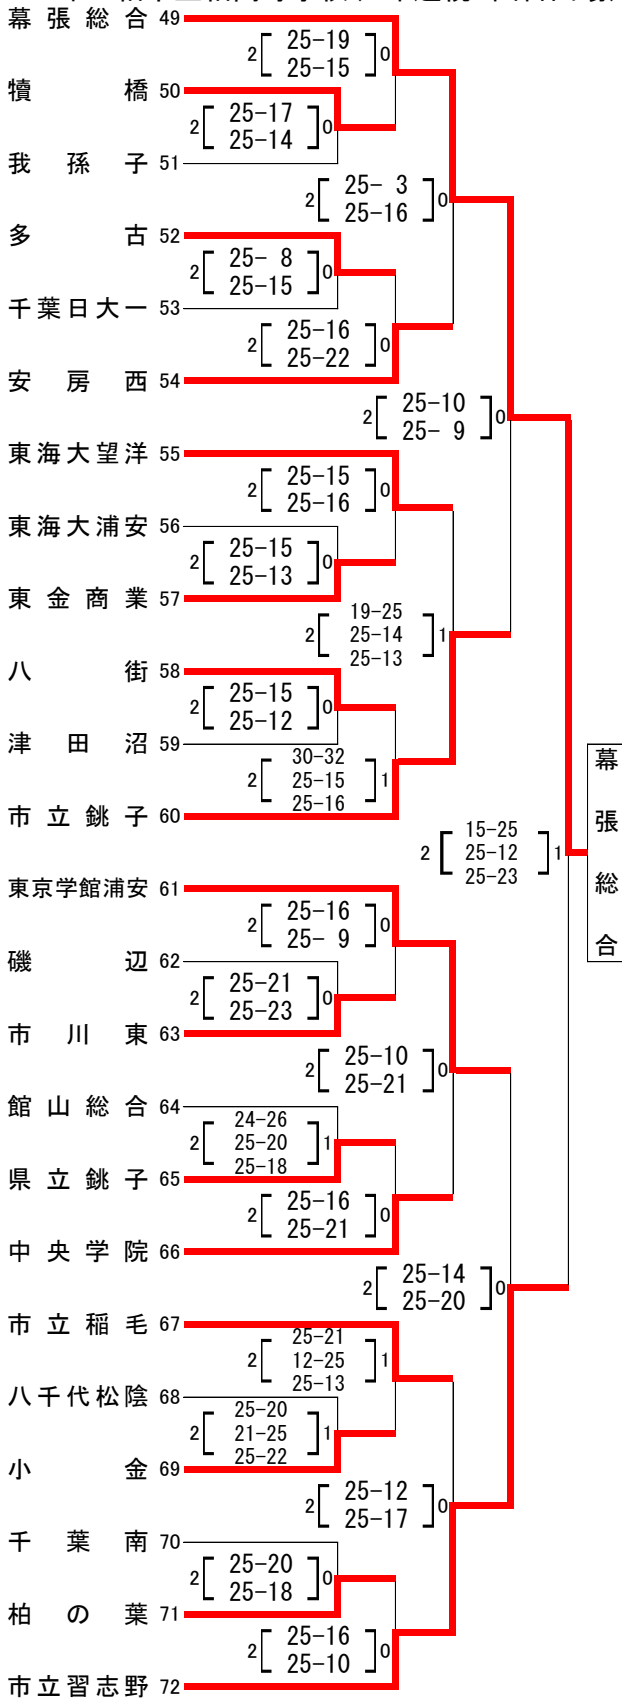 幕張総合 49
2 25-19 0
25-15
犢橋 50
2 25-17 0
25-14
我孫子 51
2 25- 3 0
25-16
多古 52
2 25- 8 0
25-15
千葉日大一 53
2 25-16 0
25-22
安房西 54
2 25-10 0
25- 9
東海大望洋 55
2 25-15 0
25-16
東海大浦安 56
2 25-15 0
25-13
東金商業 57
2 19-25 1
25-14
25-13
八街 58
2 25-15 0
25-12
津田沼 59
2 30-32 1
25-15
25-16
市立銚子 60
幕張総合
2 15-25 1
25-12
25-23
東京学館浦安 61
2 25-16 0
25- 9
磯辺 62
2 25-21 0
25-23
市川東 63
2 25-10 0
25-21
館山総合 64
2 24-26 1
25-20
25-18
県立銚子 65
2 25-16 0
25-21
中央学院 66
2 25-14 0
25-20
市立稲毛 67
2 25-21 1
12-25
25-13
八千代松陰 68
2 25-20 1
21-25
25-22
小金 69
2 25-12 0
25-17
千葉南 70
2 25-20 0
25-18
柏の葉 71
2 25-16 0
25-10
市立習志野 72